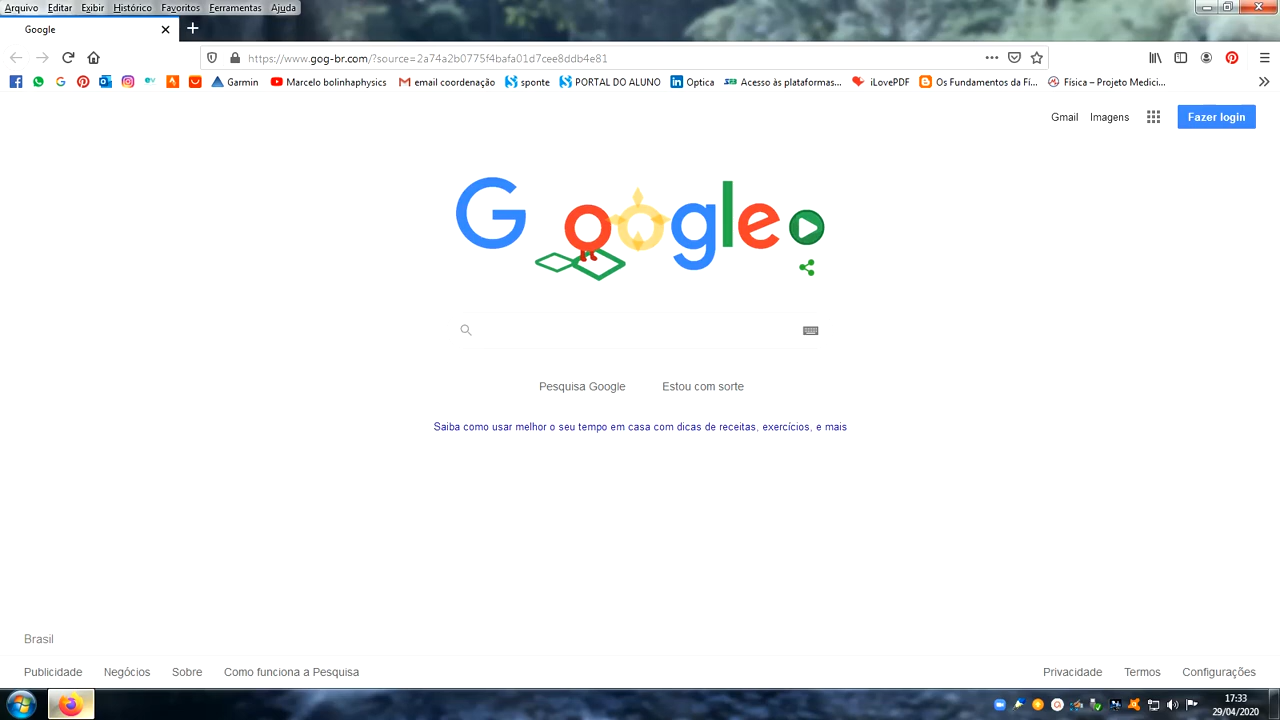 Arquivo Editar Exibir Histórico Favoritos Ferramentas Ajuda
Google
https://www.gog-br.com/?source=2a74a2b0775f4bafa01d7cee8ddb4e81
Garmin Marcelo bolinhaphysics email coordenação sponte PORTAL DO ALUNO Optica Acesso às plataformas... iLovePDF Os Fundamentos da Fí... Física – Projeto Medici...
Gmail Imagens Fazer login
Google
Pesquisa Google Estou com sorte
Saiba como usar melhor o seu tempo em casa com dicas de receitas, exercícios, e mais
Brasil
Publicidade Negócios Sobre Como funciona a Pesquisa Privacidade Termos Configurações
17:33
29/04/2020